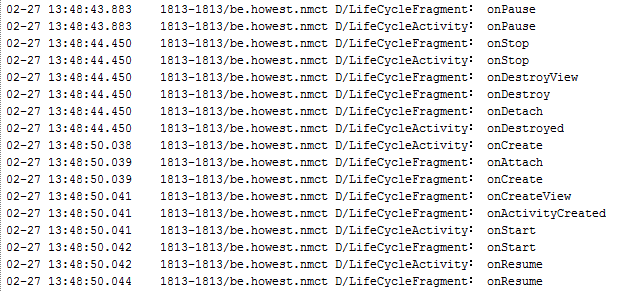 02-27 13:48:43.883 1813-1813/be.howest.nmct D/LifeCycleFragment: onPause
02-27 13:48:43.883 1813-1813/be.howest.nmct D/LifeCycleActivity: onPause
02-27 13:48:44.450 1813-1813/be.howest.nmct D/LifeCycleFragment: onStop
02-27 13:48:44.450 1813-1813/be.howest.nmct D/LifeCycleActivity: onStop
02-27 13:48:44.450 1813-1813/be.howest.nmct D/LifeCycleFragment: onDestroyView
02-27 13:48:44.450 1813-1813/be.howest.nmct D/LifeCycleFragment: onDestroy
02-27 13:48:44.450 1813-1813/be.howest.nmct D/LifeCycleFragment: onDetach
02-27 13:48:44.450 1813-1813/be.howest.nmct D/LifeCycleActivity: onDestroyed
02-27 13:48:50.038 1813-1813/be.howest.nmct D/LifeCycleActivity: onCreate
02-27 13:48:50.039 1813-1813/be.howest.nmct D/LifeCycleFragment: onAttach
02-27 13:48:50.039 1813-1813/be.howest.nmct D/LifeCycleFragment: onCreate
02-27 13:48:50.041 1813-1813/be.howest.nmct D/LifeCycleFragment: onCreateView
02-27 13:48:50.041 1813-1813/be.howest.nmct D/LifeCycleFragment: onActivityCreated
02-27 13:48:50.041 1813-1813/be.howest.nmct D/LifeCycleActivity: onStart
02-27 13:48:50.042 1813-1813/be.howest.nmct D/LifeCycleFragment: onStart
02-27 13:48:50.042 1813-1813/be.howest.nmct D/LifeCycleActivity: onResume
02-27 13:48:50.044 1813-1813/be.howest.nmct D/LifeCycleFragment: onResume